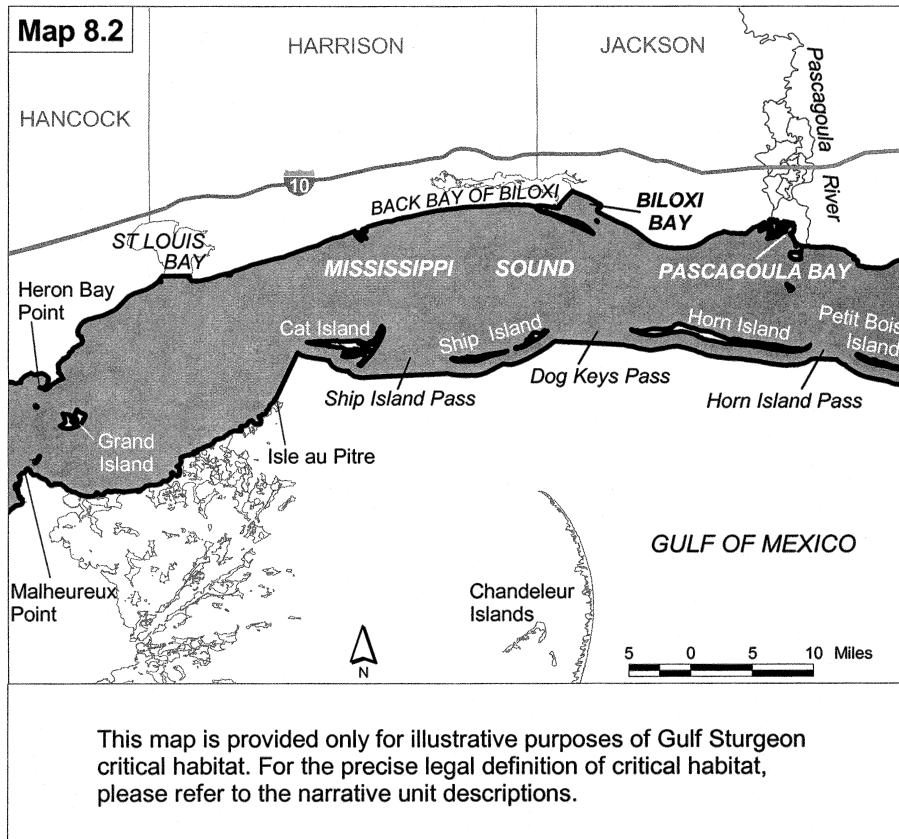 Map 8.2
HARRISON
JACKSON
HANCOCK
Pascagoula
River
10
BACK BAY OF BILOXI
BILOXI
BAY
ST LOUIS
BAY
MISSISSIPPI SOUND
PASCAGOULA BAY
Heron Bay
Point
Cat Island
Ship Island
Horn Island
Petit Bois
Island
Ship Island Pass
Dog Keys Pass
Horn Island Pass
Grand
Island
Isle au Pitre
GULF OF MEXICO
Malheureux
Point
Chandeleur
Islands
N
5 0 5 10 Miles
This map is provided only for illustrative purposes of Gulf Sturgeon
critical habitat. For the precise legal definition of critical habitat,
please refer to the narrative unit descriptions.